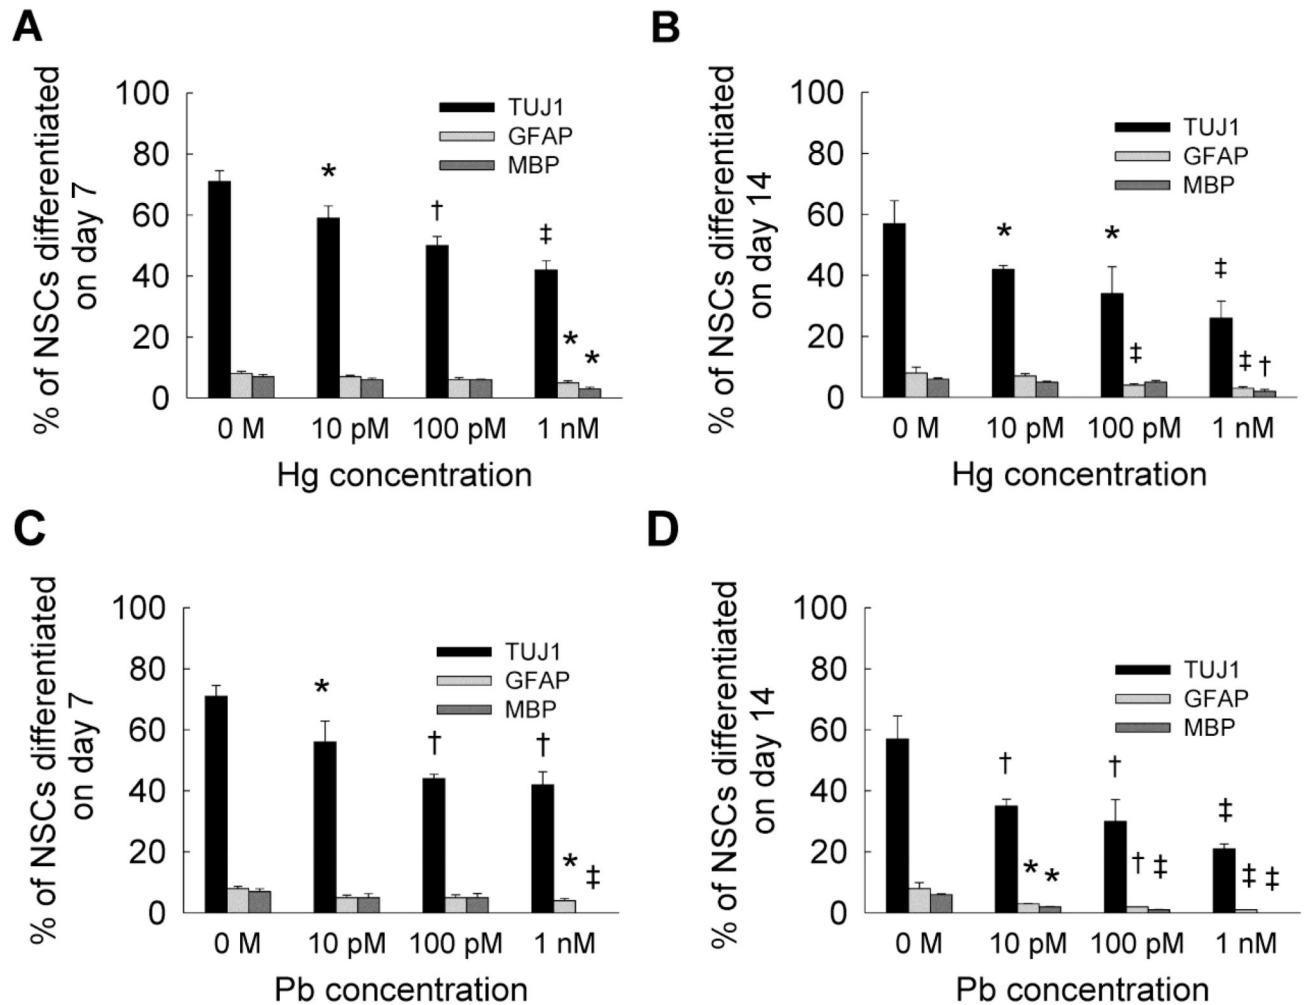 A
% of NSCs differentiated
on day 7
100
80
60
40
20
0
TUJ1
GFAP
MBP
*
†
‡
*
*
0 M
10 pM
100 pM
1 nM
Hg concentration
B
% of NSCs differentiated
on day 14
100
80
60
40
20
0
TUJ1
GFAP
MBP
*
*
‡
‡
‡
†
0 M
10 pM
100 pM
1 nM
Hg concentration
C
% of NSCs differentiated
on day 7
100
80
60
40
20
0
TUJ1
GFAP
MBP
*
†
†
*
‡
0 M
10 pM
100 pM
1 nM
Pb concentration
D
% of NSCs differentiated
on day 14
100
80
60
40
20
0
TUJ1
GFAP
MBP
†
†
‡
* *
† ‡
‡ ‡
0 M
10 pM
100 pM
1 nM
Pb concentration